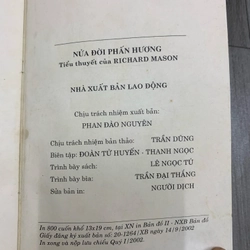 NỬA ĐỜI PHẤN HƯƠNG
Tiểu thuyết của RICHARD MASON
NHÀ XUẤT BẢN LAO ĐỘNG
Chịu trách nhiệm xuất bản:
PHAN ĐÀO NGUYÊN
Chịu trách nhiệm bản thảo: TRẦN DŨNG
Biên tập: ĐOÀN TỬ HUYẾN - THANH NGỌC
Trình bày sách: LÊ NGỌC TÚ
Trình bày bìa: TRẦN ĐẠI THẮNG
Sửa bản in: NGƯỜI DỊCH
In 800 cuốn khổ 13x19 cm, tại XN in Bản đồ II - NXB Bản đồ
Giấy đăng ký xuất bản số: 20-1264/XB ngày 14/9/2002
In xong và nộp lưu chiểu Quý I/2002.